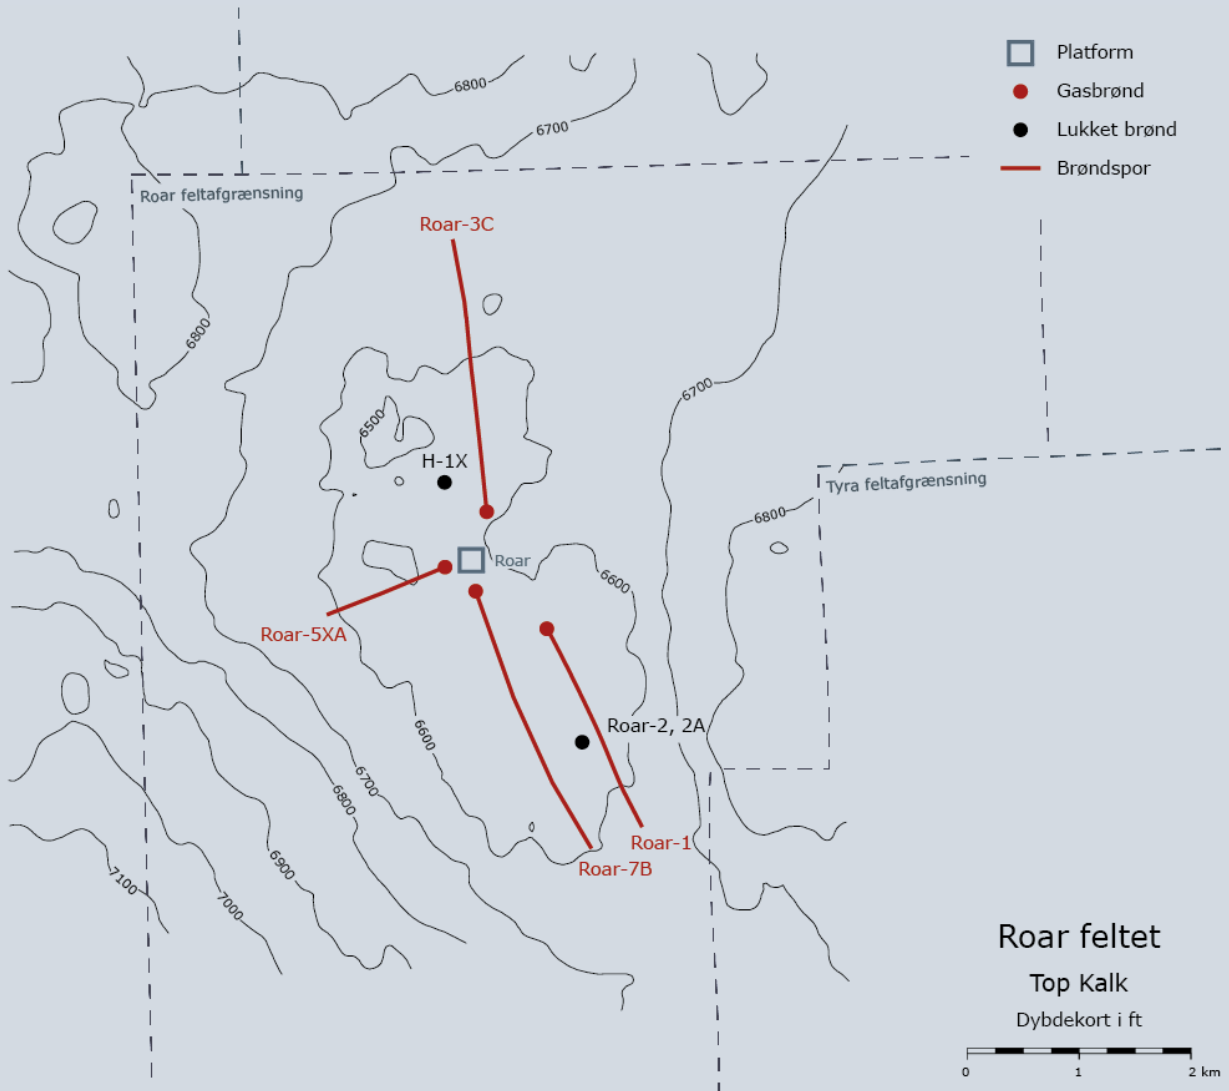 Platform
Gasbrønd
Lukket brønd
Brøndspor
6800
6700
Roar feltafgrænsning
Roar-3C
6800
6700
6500
H-1X
Tyra feltafgrænsning
6800
Roar
6600
Roar-5XA
Roar-2, 2A
6600
6700
6800
Roar-1
Roar-7B
6900
7100
7000
Roar feltet
Top Kalk
Dybdekort i ft
0 1 2 km